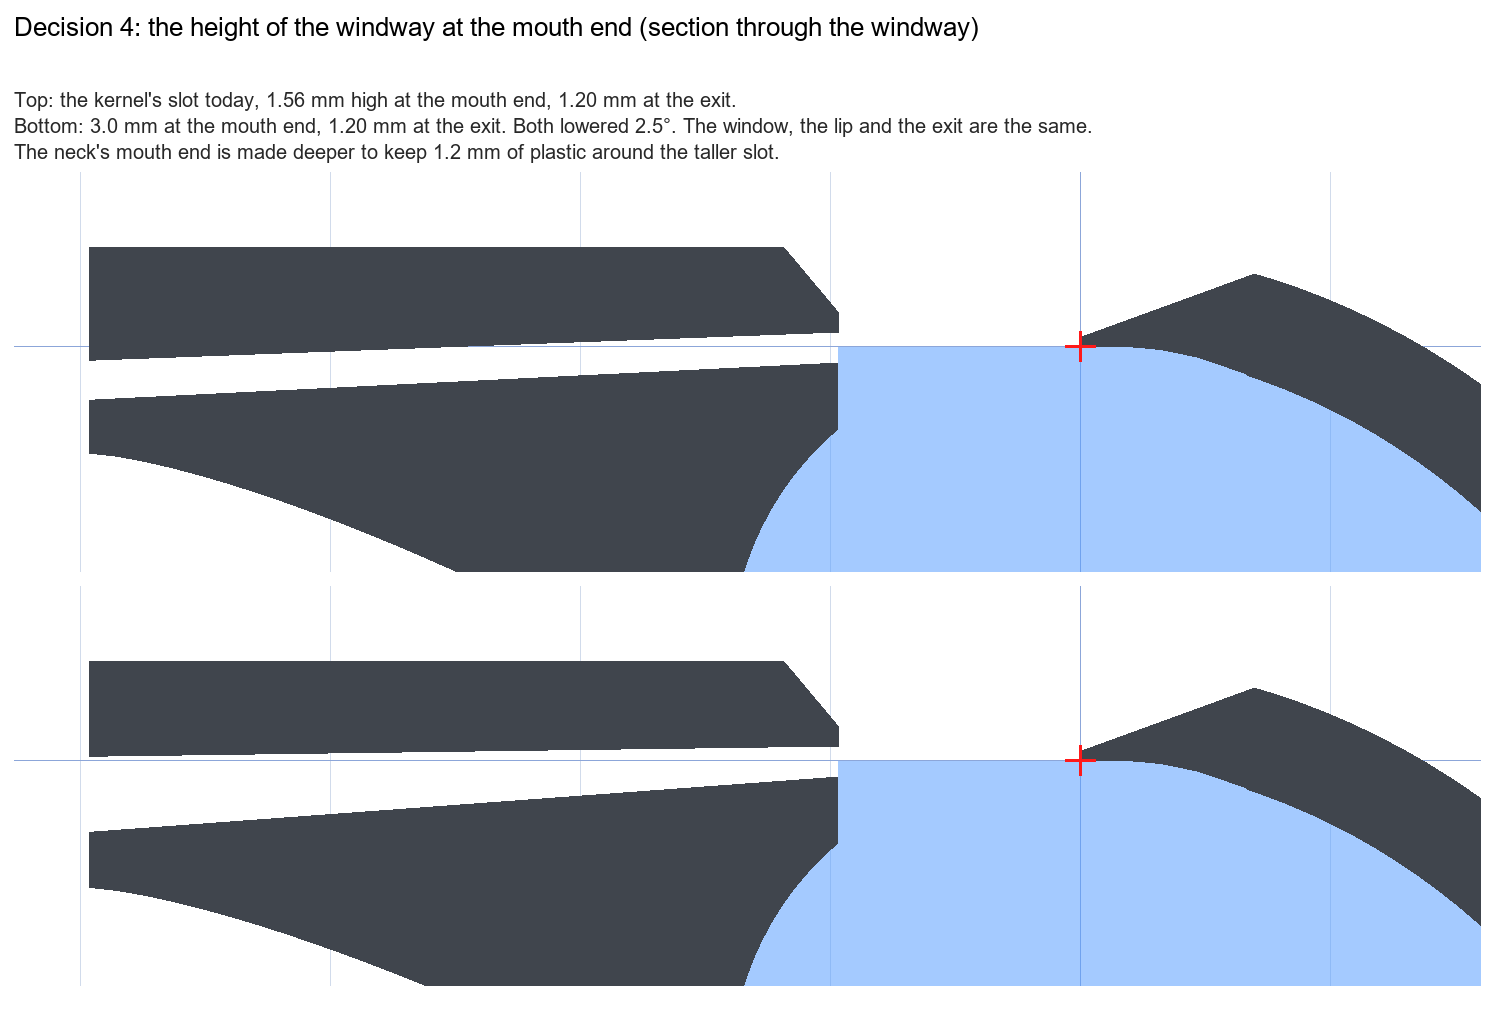 Decision 4: the height of the windway at the mouth end (section through the windway)
Top: the kernel's slot today, 1.56 mm high at the mouth end, 1.20 mm at the exit.
Bottom: 3.0 mm at the mouth end, 1.20 mm at the exit. Both lowered 2.5°. The window, the lip and the exit are the same.
The neck's mouth end is made deeper to keep 1.2 mm of plastic around the taller slot.